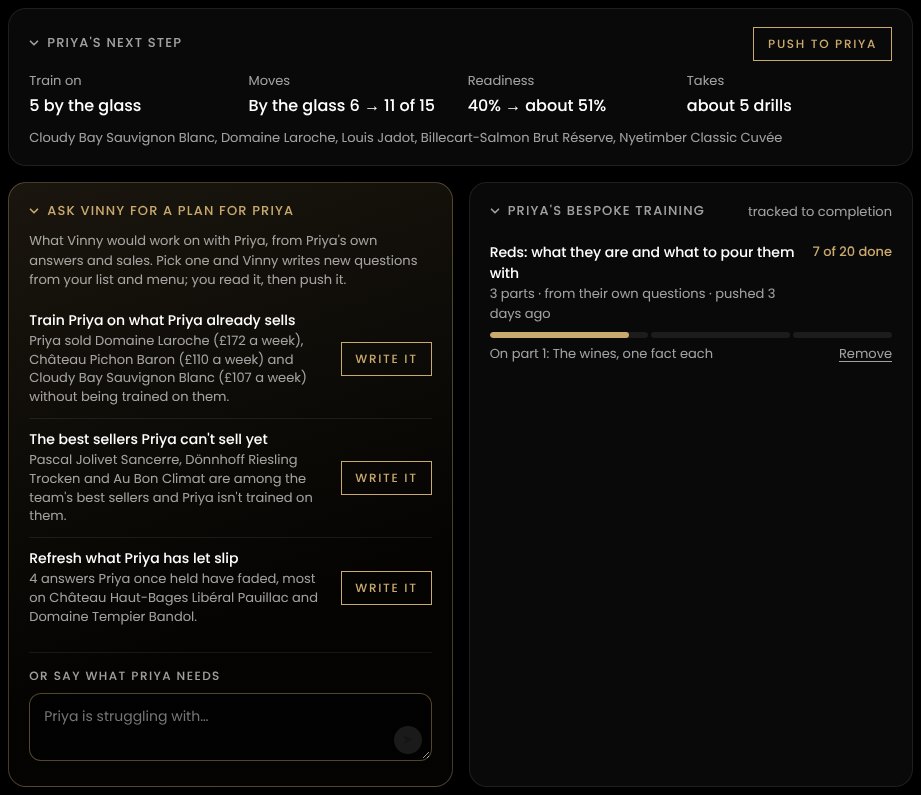 PRIYA'S NEXT STEP
PUSH TO PRIYA
Train on
5 by the glass
Moves
By the glass 6 → 11 of 15
Readiness
40% → about 51%
Takes
about 5 drills
Cloudy Bay Sauvignon Blanc, Domaine Laroche, Louis Jadot, Billecart-Salmon Brut Réserve, Nyetimber Classic Cuvée
ASK VINNY FOR A PLAN FOR PRIYA
What Vinny would work on with Priya, from Priya's own
answers and sales. Pick one and Vinny writes new questions
from your list and menu; you read it, then push it.
Train Priya on what Priya already sells
Priya sold Domaine Laroche (£172 a week),
Château Pichon Baron (£110 a week) and
Cloudy Bay Sauvignon Blanc (£107 a week)
without being trained on them.
WRITE IT
The best sellers Priya can't sell yet
Pascal Jolivet Sancerre, Dönnhoff Riesling
Trocken and Au Bon Climat are among the
team's best sellers and Priya isn't trained on
them.
WRITE IT
Refresh what Priya has let slip
4 answers Priya once held have faded, most
on Château Haut-Bages Libéral Pauillac and
Domaine Tempier Bandol.
WRITE IT
OR SAY WHAT PRIYA NEEDS
Priya is struggling with...
PRIYA'S BESPOKE TRAINING
tracked to completion
Reds: what they are and what to pour them
with
7 of 20 done
3 parts · from their own questions · pushed 3
days ago
On part 1: The wines, one fact each
Remove